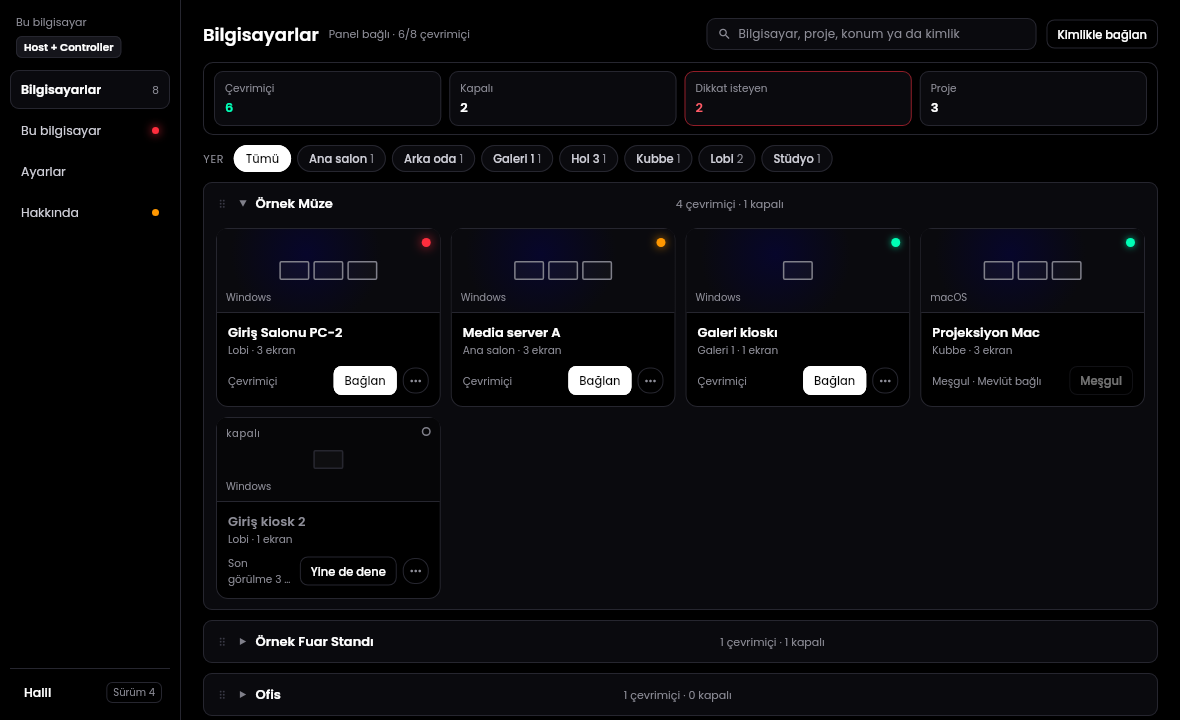 Bu bilgisayar
Host + Controller
Bilgisayarlar 8
Bu bilgisayar
Ayarlar
Hakkında
Halil Sürüm 4
Bilgisayarlar Panel bağlı · 6/8 çevrimiçi
Bilgisayar, proje, konum ya da kimlik
Kimlikle bağlan
Çevrimiçi
6
Kapalı
2
Dikkat isteyen
2
Proje
3
YER Tümü Ana salon 1 Arka oda 1 Galeri 1 1 Hol 3 1 Kubbe 1 Lobi 2 Stüdyo 1
Örnek Müze 4 çevrimiçi · 1 kapalı
Windows
Giriş Salonu PC-2
Lobi · 3 ekran
Çevrimiçi Bağlan
Windows
Media server A
Ana salon · 3 ekran
Çevrimiçi Bağlan
Windows
Galeri kioskı
Galeri 1 · 1 ekran
Çevrimiçi Bağlan
macOS
Projeksiyon Mac
Kubbe · 3 ekran
Meşgul · Mevlüt bağlı Meşgul
kapalı
Windows
Giriş kiosk 2
Lobi · 1 ekran
Son
görülme 3 ... Yine de dene
Örnek Fuar Standı 1 çevrimiçi · 1 kapalı
Ofis 1 çevrimiçi · 0 kapalı